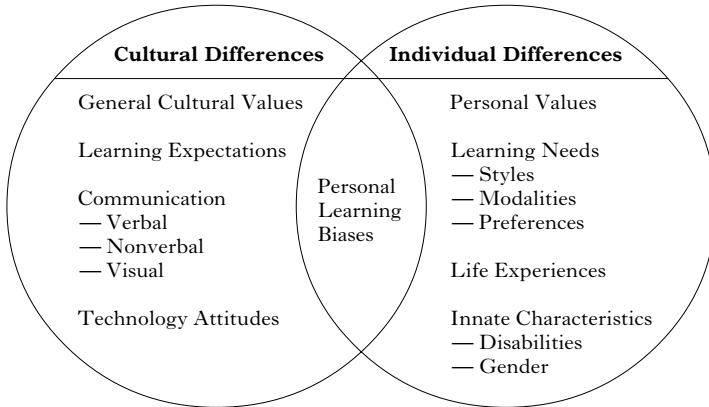 Cultural Differences
General Cultural Values
Learning Expectations
Communication
— Verbal
— Nonverbal
— Visual
Technology Attitudes
Personal
Learning
Biases
Individual Differences
Personal Values
Learning Needs
— Styles
— Modalities
— Preferences
Life Experiences
Innate Characteristics
— Disabilities
— Gender